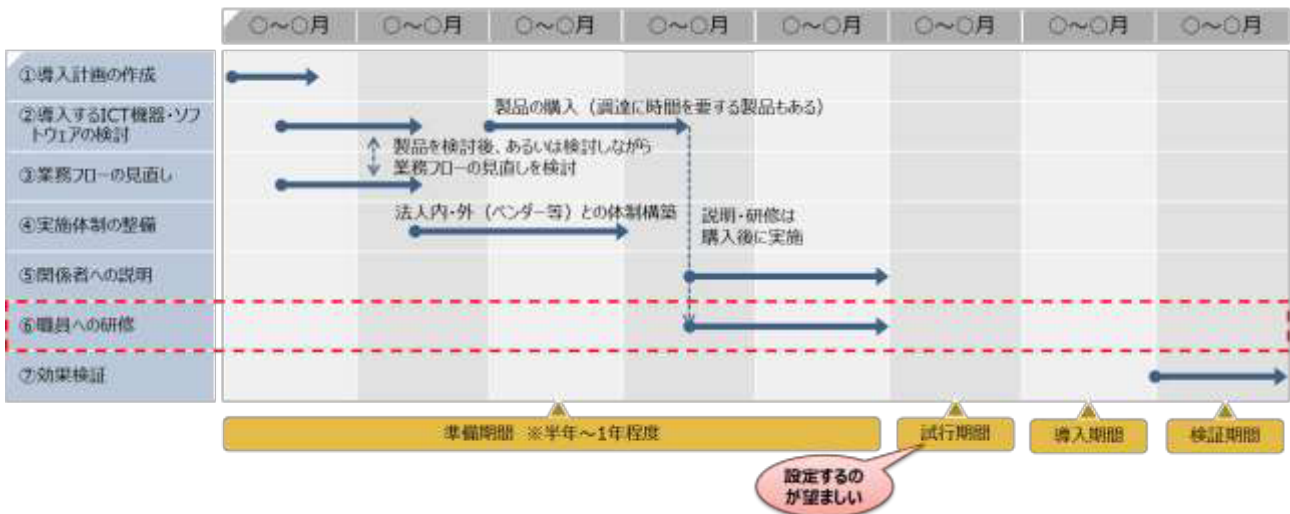 ○～○月 ○～○月 ○～○月 ○～○月 ○～○月 ○～○月 ○～○月 ○～○月
①導入計画の作成
②導入するICT機器・ソフ
トウェアの検討
製品の購入（調達に時間を要する製品もある）
製品を検討後、あるいは検討しながら
業務フローの見直しを検討
③業務フローの見直し
④実施体制の整備
法人内・外（ベンダー等）との体制構築
説明・研修は
購入後に実施
⑤関係者への説明
⑥職員への研修
⑦効果検証
準備期間 ※半年～1年程度
試行期間
導入期間
検証期間
設定するの
が望ましい